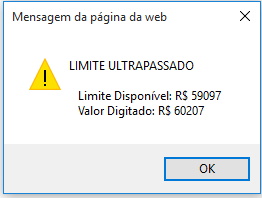 Mensagem da página da web
LIMITE ULTRAPASSADO
Limite Disponível: R$ 59097
Valor Digitado: R$ 60207
OK